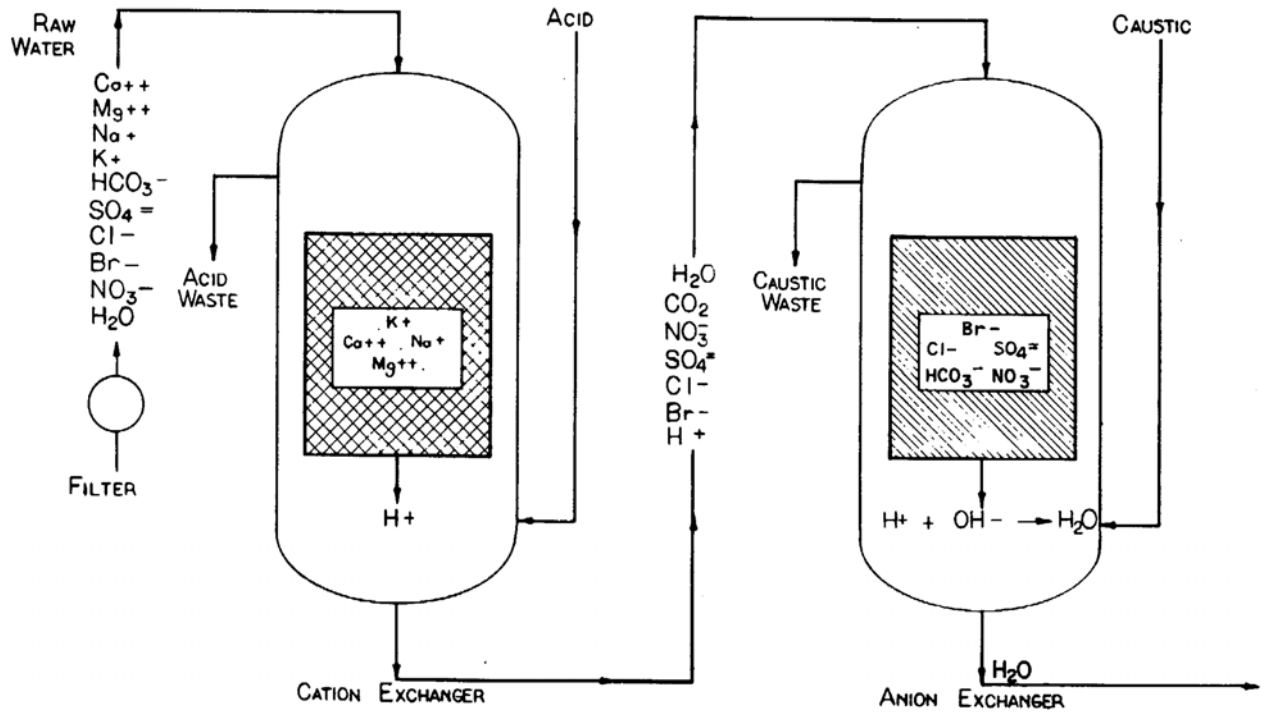 RAW
WATER
Ca++
Mg++
Na+
K+
HCO₃⁻
SO₄=
Cl-
Br-
NO₃⁻
H₂O
FILTER
ACID
ACID
WASTE
K+
Ca++ Na+
Mg++
H+
CATION EXCHANGER
H₂O
CO₂
NO₃⁻
SO₄=
Cl-
Br-
H+
CAUSTIC
CAUSTIC
WASTE
Br-
Cl- SO₄=
HCO₃⁻ NO₃⁻
H+ + OH- → H₂O
H₂O
ANION EXCHANGER